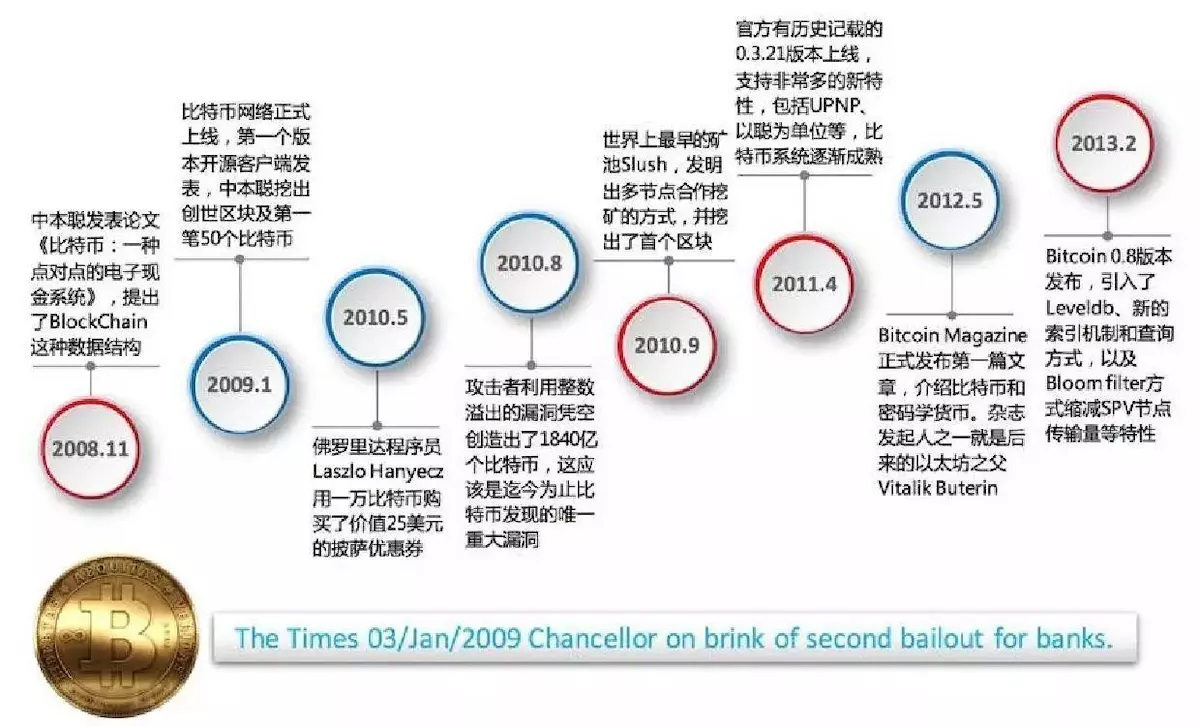 中本聪发表论文
《比特币：一种
点对点的电子现
金系统》，提出
了BlockChain
这种数据结构
2008.11
比特币网络正式
上线，第一个版
本开源客户端发
表，中本聪挖出
创世区块及第一
笔50个比特币
2009.1
2010.5
佛罗里达程序员
Laszlo Hanyecz
用一万比特币购
买了价值25美元
的披萨优惠券
2010.8
攻击者利用整数
溢出的漏洞凭空
创造出了1840亿
个比特币，这应
该是迄今为止比
特币发现的唯一
重大漏洞
世界上最早的矿
池Slush，发明
出多节点合作挖
矿的方式，并挖
出了首个区块
2010.9
官方有历史记载的
0.3.21版本上线，
支持非常多的新特
性，包括UPNP、
以聪为单位等，比
特币系统逐渐成熟
2011.4
2012.5
Bitcoin Magazine
正式发布第一篇文
章，介绍比特币和
密码学货币。杂志
发起人之一就是后
来的以太坊之父
Vitalik Buterin
2013.2
Bitcoin 0.8版本
发布，引入了
Leveldb、新的
索引机制和查询
方式，以及
Bloom filter方
式缩减SPV节点
传输量等特性
The Times 03/Jan/2009 Chancellor on brink of second bailout for banks.